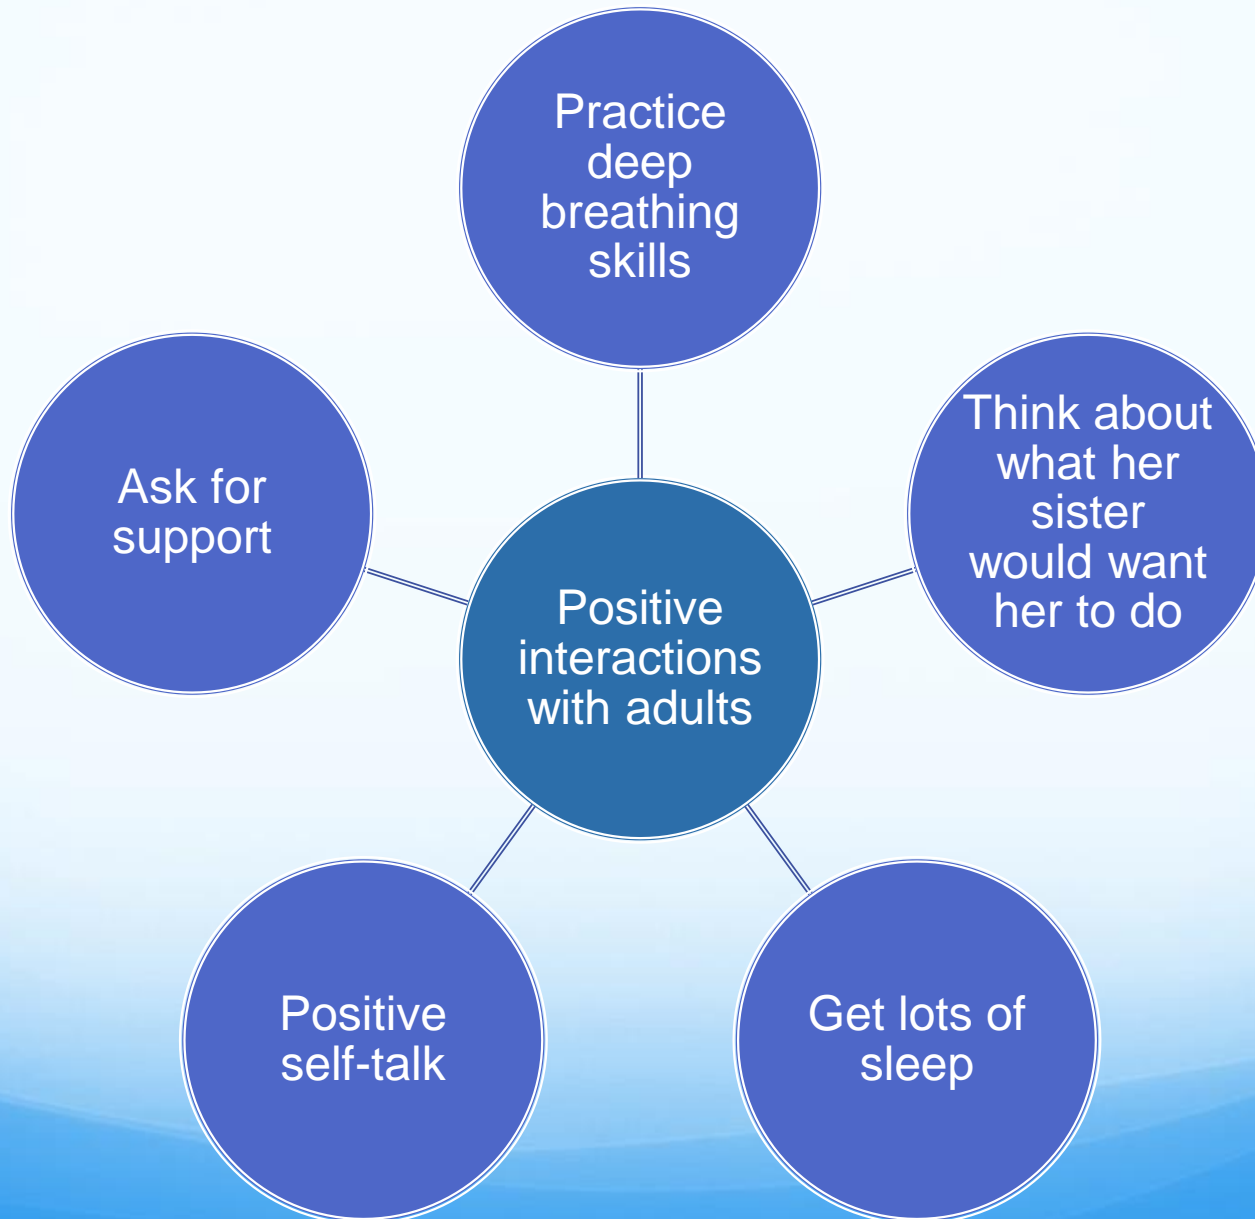 Practice
deep
breathing
skills
Think about
what her
sister
would want
her to do
Ask for
support
Positive
interactions
with adults
Positive
self-talk
Get lots of
sleep